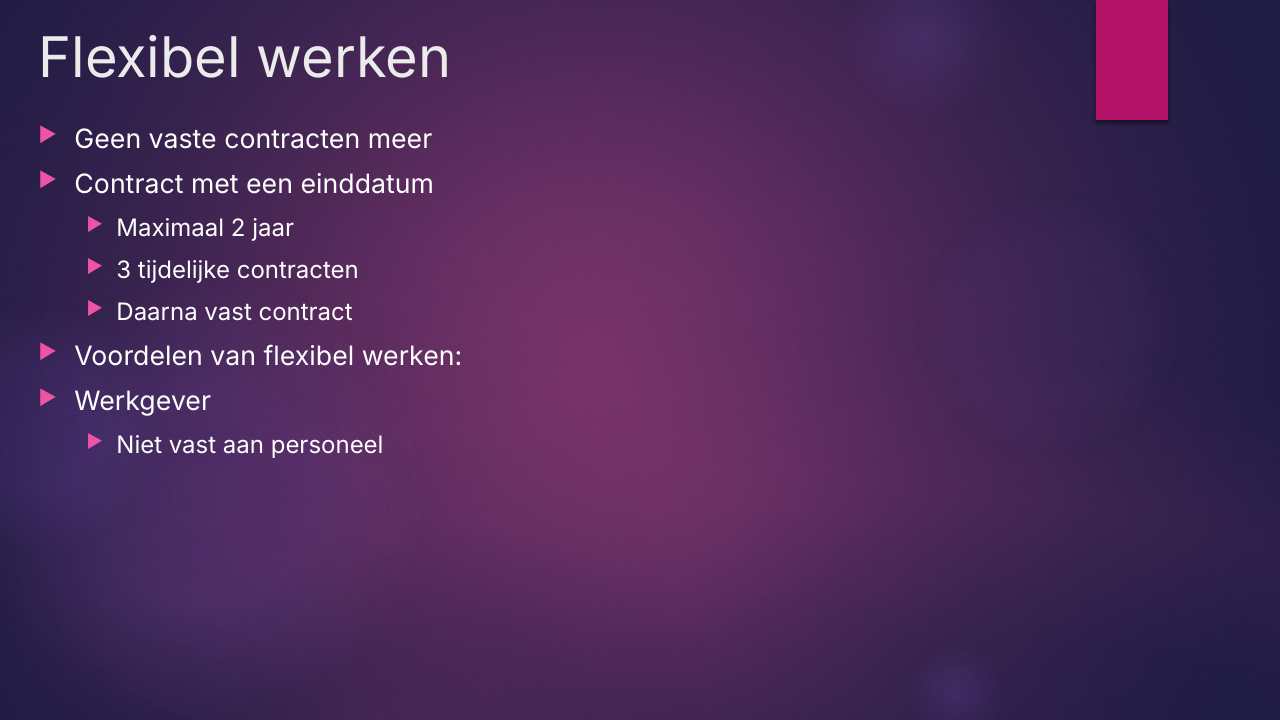 Flexibel werken
Geen vaste contracten meer
Contract met een einddatum
Maximaal 2 jaar
3 tijdelijke contracten
Daarna vast contract
Voordelen van flexibel werken:
Werkgever
Niet vast aan personeel